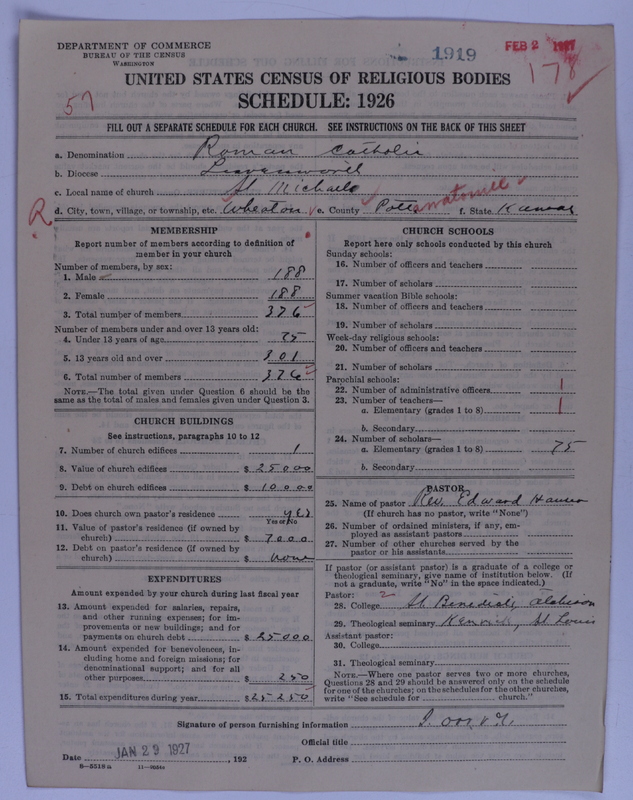 DEPARTMENT OF COMMERCE
BUREAU OF THE CENSUS
WASHINGTON
1919
FEB 2 1927
178
57
UNITED STATES CENSUS OF RELIGIOUS BODIES
SCHEDULE: 1926
FILL OUT A SEPARATE SCHEDULE FOR EACH CHURCH. SEE INSTRUCTIONS ON THE BACK OF THIS SHEET
a. Denomination Roman Catholic
b. Diocese Leavenworth
c. Local name of church St. Michaels
R
d. City, town, village, or township, etc. Wheaton e. County Pottawatomie f. State Kansas
MEMBERSHIP
Report number of members according to definition of
member in your church
Number of members, by sex:
1. Male 188
2. Female 188
3. Total number of members 376
Number of members under and over 13 years old:
4. Under 13 years of age 75
5. 13 years old and over 301
6. Total number of members 376
NOTE.—The total given under Question 6 should be the
same as the total of males and females given under Question 3.
CHURCH BUILDINGS
See instructions, paragraphs 10 to 12
7. Number of church edifices 1
8. Value of church edifices $ 25000
9. Debt on church edifices $ 10000
10. Does church own pastor's residence yes
Yes or No
11. Value of pastor's residence (if owned by
church) $ 7000
12. Debt on pastor's residence (if owned by
church) $ none
EXPENDITURES
Amount expended by your church during last fiscal year
13. Amount expended for salaries, repairs,
and other running expenses; for im-
provements or new buildings; and for
payments on church debt $ 25000
14. Amount expended for benevolences, in-
cluding home and foreign missions; for
denominational support; and for all
other purposes $ 250
15. Total expenditures during year $ 25250
CHURCH SCHOOLS
Report here only schools conducted by this church
Sunday schools:
16. Number of officers and teachers
17. Number of scholars
Summer vacation Bible schools:
18. Number of officers and teachers
19. Number of scholars
Week-day religious schools:
20. Number of officers and teachers
21. Number of scholars
Parochial schools:
22. Number of administrative officers 1
23. Number of teachers—
a. Elementary (grades 1 to 8) 1
b. Secondary
24. Number of scholars—
a. Elementary (grades 1 to 8) 75
b. Secondary
PASTOR
25. Name of pastor Rev. Edward
(If church has no pastor, write "None")
26. Number of ordained ministers, if any, em-
ployed as assistant pastors
27. Number of other churches served by the
pastor or his assistants
If pastor (or assistant pastor) is a graduate of a college or
theological seminary, give name of institution below. (If
not a graduate, write "No" in the space indicated.)
Pastor: 2
28. College St. Benedicts, Atchison
29. Theological seminary Kenrick, St. Louis
Assistant pastor:
30. College
31. Theological seminary
NOTE.—Where one pastor serves two or more churches,
Questions 28 and 29 should be answered only on the schedule
for one of the churches; on the schedules for the other churches,
write "See schedule for church."
Signature of person furnishing information
Official title
Date JAN 29 1927, 192 P. O. Address
8—5518a 11—9054a